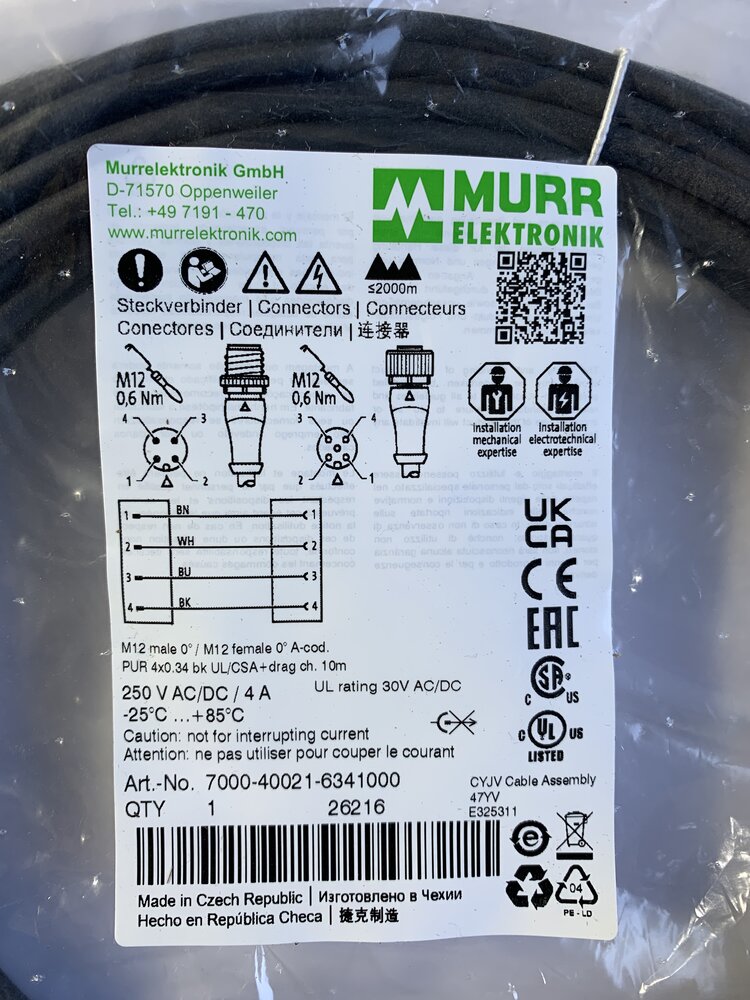 Murrelektronik GmbH
D-71570 Oppenweiler
Tel.: +49 7191 - 470
www.murrelektronik.com
MURR
ELEKTRONIK
≤2000m
Steckverbinder | Connectors | Connecteurs
Conectores | Соединители | 连接器
M12
0,6 Nm
M12
0,6 Nm
4 3
1 2
3 4
2 1
Installation
mechanical
expertise
Installation
electrotechnical
expertise
1 BN 1
2 WH 2
3 BU 3
4 BK 4
UK
CA
CE
EAC
M12 male 0° / M12 female 0° A-cod.
PUR 4x0.34 bk UL/CSA+drag ch. 10m
250 V AC/DC / 4 A
UL rating 30V AC/DC
-25°C ...+85°C
Caution: not for interrupting current
Attention: ne pas utiliser pour couper le courant
C SA® US
C UL US
LISTED
Art.-No. 7000-40021-6341000
QTY 1 26216
CYJV Cable Assembly
47YV
E325311
e
04
PE - LD
Made in Czech Republic | Изготовлено в Чехии
Hecho en República Checa | 捷克制造